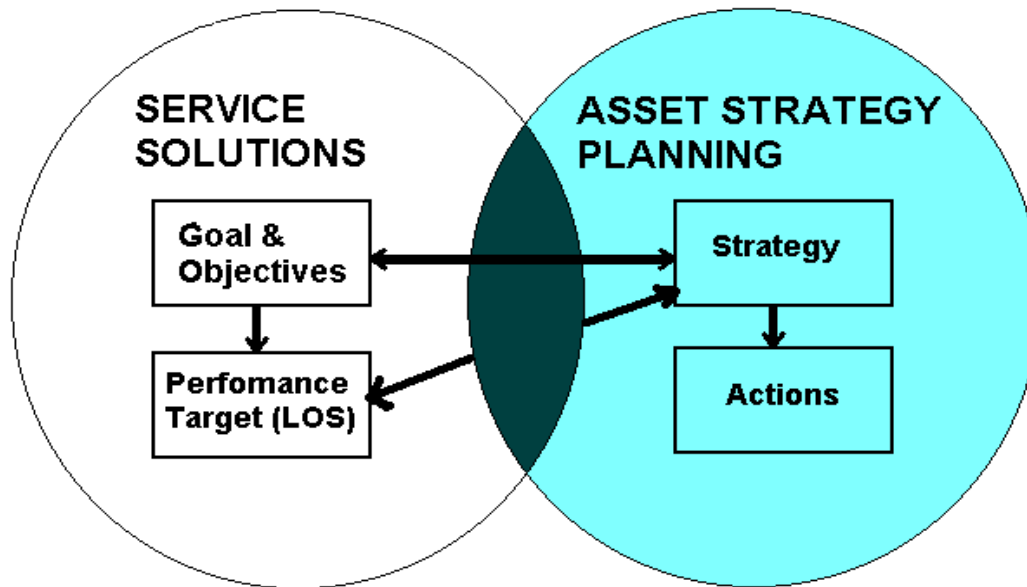 SERVICE
SOLUTIONS
Goal &
Objectives
Perfomance
Target (LOS)
ASSET STRATEGY
PLANNING
Strategy
Actions